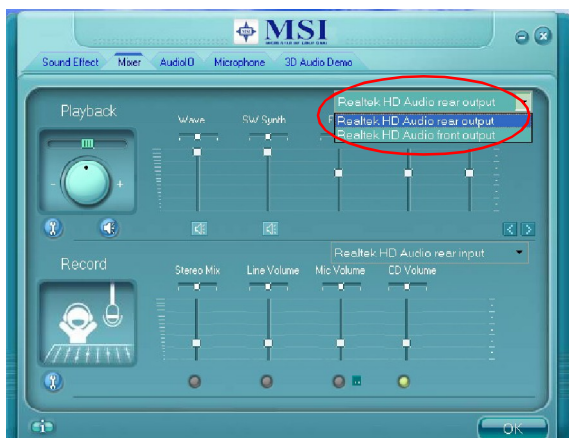 MSI
Sound Effect Mixer AudioIO Microphone 3D Audio Demo
Realtek HD Audio rear output
Playback
Wave SW Synth
Realtek HD Audio rear output
Realtek HD Audio front output
Realtek HD Audio rear input
Record
Stereo Mix Line Volume Mic Volume CD Volume
OK